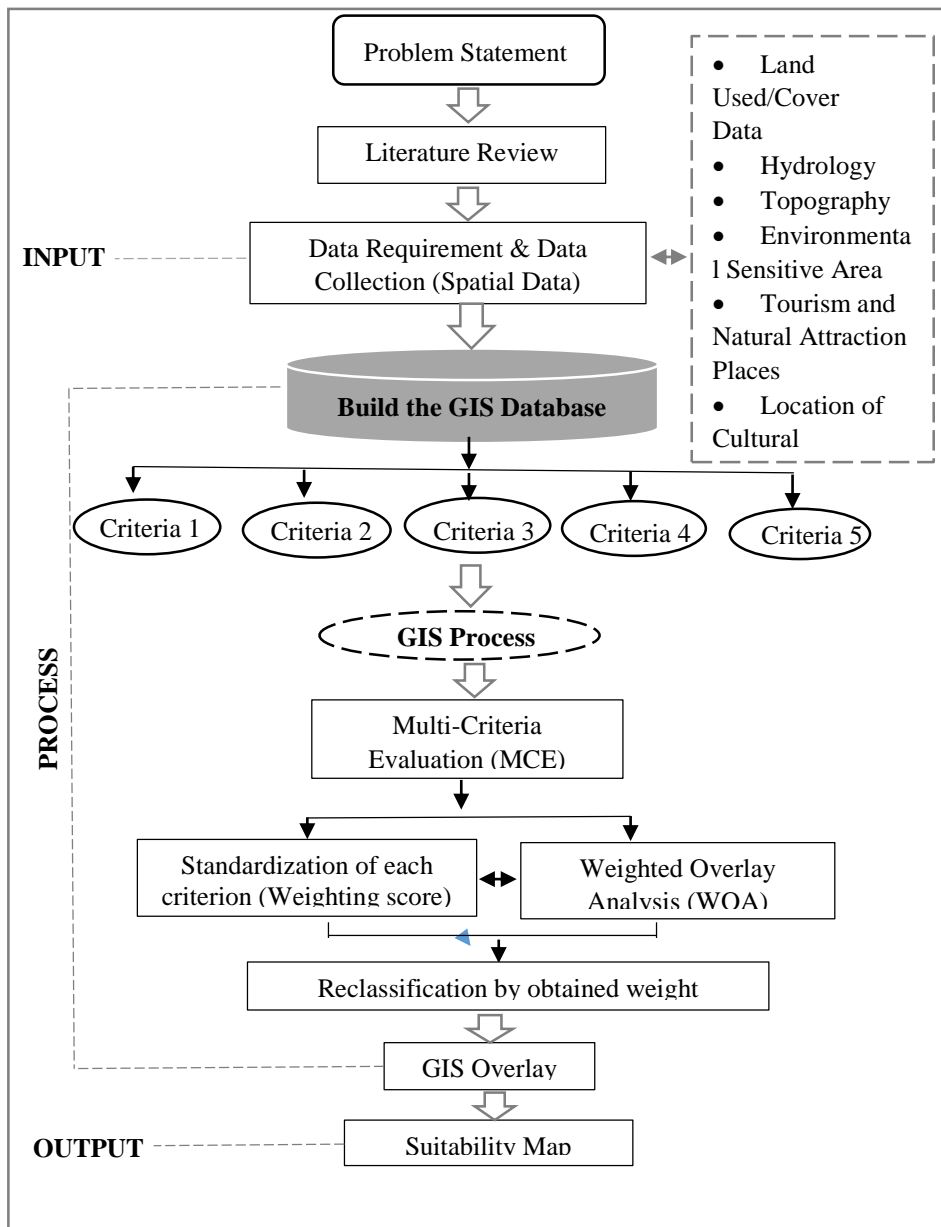 Problem Statement
Literature Review
INPUT
Data Requirement & Data
Collection (Spatial Data)
• Land
Used/Cover
Data
• Hydrology
• Topography
• Environmenta
l Sensitive Area
• Tourism and
Natural Attraction
Places
• Location of
Cultural
Build the GIS Database
Criteria 1
Criteria 2
Criteria 3
Criteria 4
Criteria 5
GIS Process
PROCESS
Multi-Criteria
Evaluation (MCE)
Standardization of each
criterion (Weighting score)
Weighted Overlay
Analysis (WOA)
Reclassification by obtained weight
GIS Overlay
OUTPUT
Suitability Map